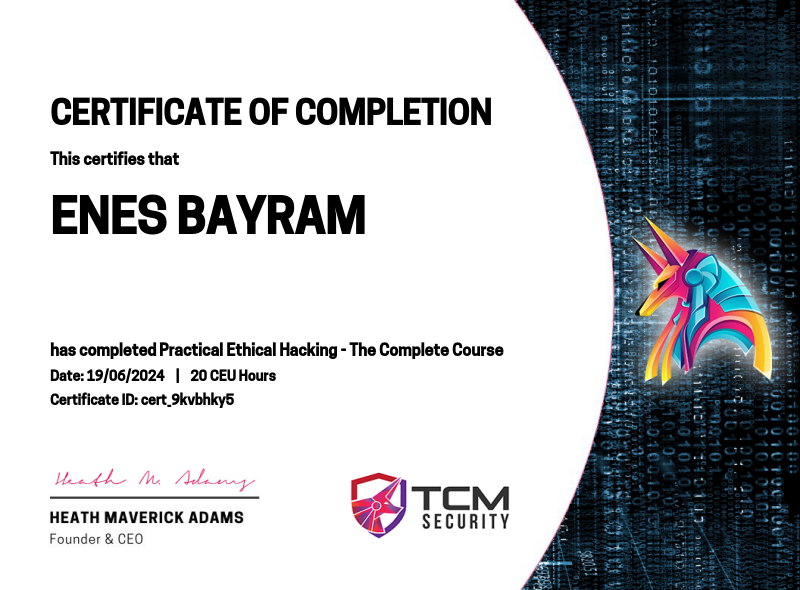 CERTIFICATE OF COMPLETION
This certifies that
ENES BAYRAM
has completed Practical Ethical Hacking - The Complete Course
Date: 19/06/2024 | 20 CEU Hours
Certificate ID: cert_9kvbhky5
Heath M. Adams
HEATH MAVERICK ADAMS
Founder & CEO
TCM
SECURITY